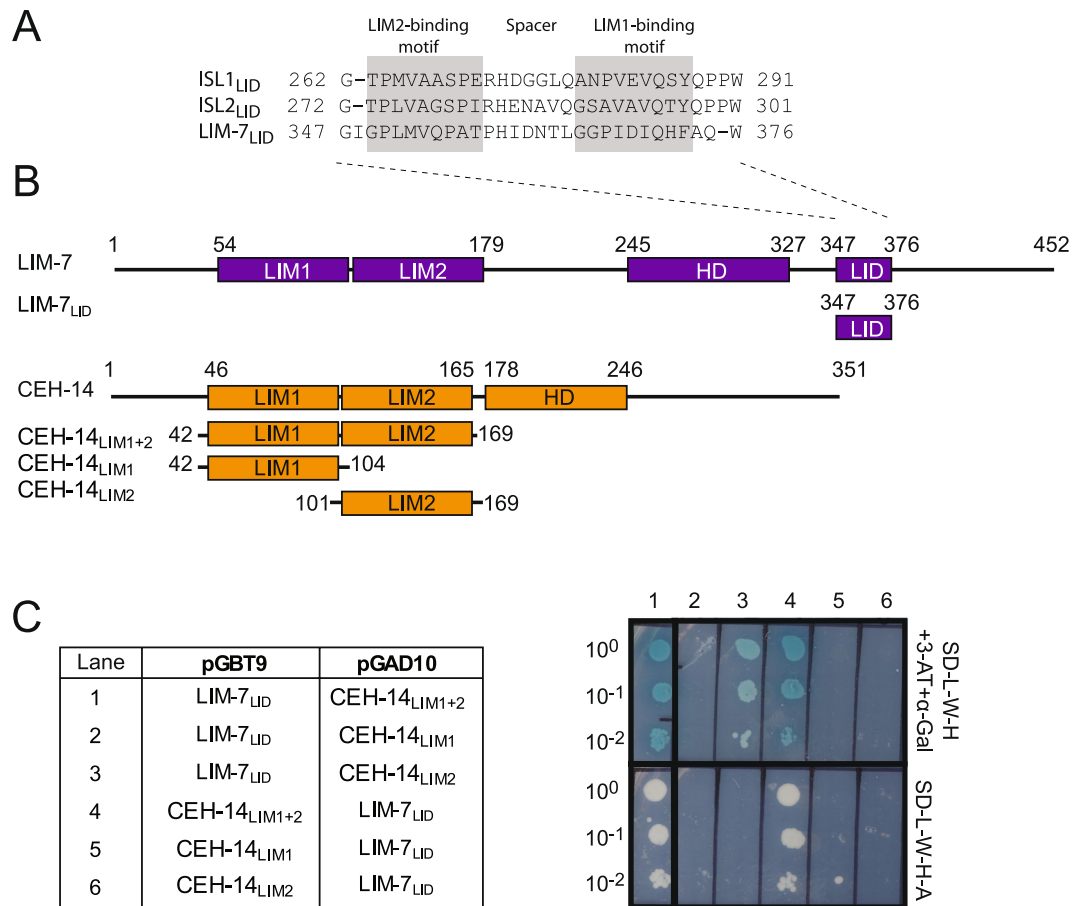 A
LIM2-binding motif Spacer LIM1-binding motif
ISL1LID 262 G-TPMVAASPERHDGGLQANPVEVQSYQPPW 291
ISL2LID 272 G-TPLVAGSPIRHENAVQGSAVAVQTYQPPW 301
LIM-7LID 347 GIGPLMVQPATPHIDNTLGGPIDIQHFAQ-W 376
B
1 54 179 245 327 347 376 452
LIM-7 LIM1 LIM2 HD LID
347 376
LIM-7LID LID
1 46 165 178 246 351
CEH-14 LIM1 LIM2 HD
CEH-14LIM1+2 42 LIM1 LIM2 169
CEH-14LIM1 42 LIM1 104
CEH-14LIM2 101 LIM2 169
C
Lane pGBT9 pGAD10
1 LIM-7LID CEH-14LIM1+2
2 LIM-7LID CEH-14LIM1
3 LIM-7LID CEH-14LIM2
4 CEH-14LIM1+2 LIM-7LID
5 CEH-14LIM1 LIM-7LID
6 CEH-14LIM2 LIM-7LID
1 2 3 4 5 6
10^0
10^-1
10^-2
SD-L-W-H
+3-AT+α-Gal
10^0
10^-1
10^-2
SD-L-W-H-A